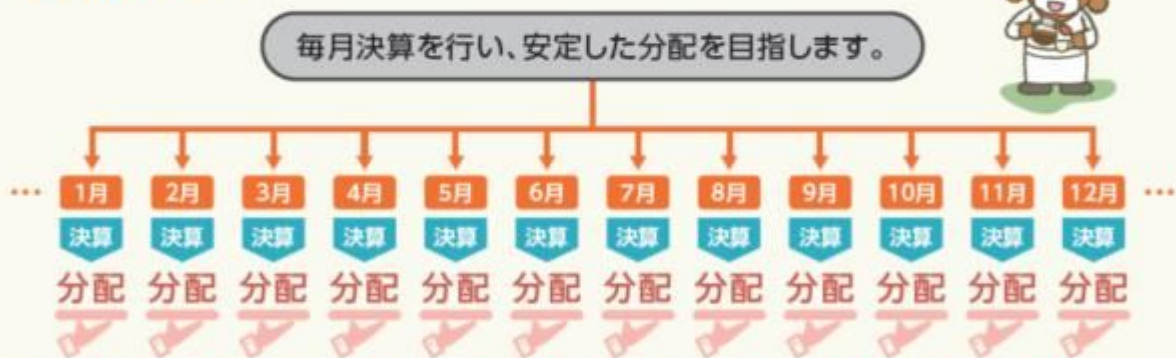 毎月決算を行い、安定した分配を目指します。
… 1月 2月 3月 4月 5月 6月 7月 8月 9月 10月 11月 12月 …
決算 決算 決算 決算 決算 決算 決算 決算 決算 決算 決算 決算
分配 分配 分配 分配 分配 分配 分配 分配 分配 分配 分配 分配